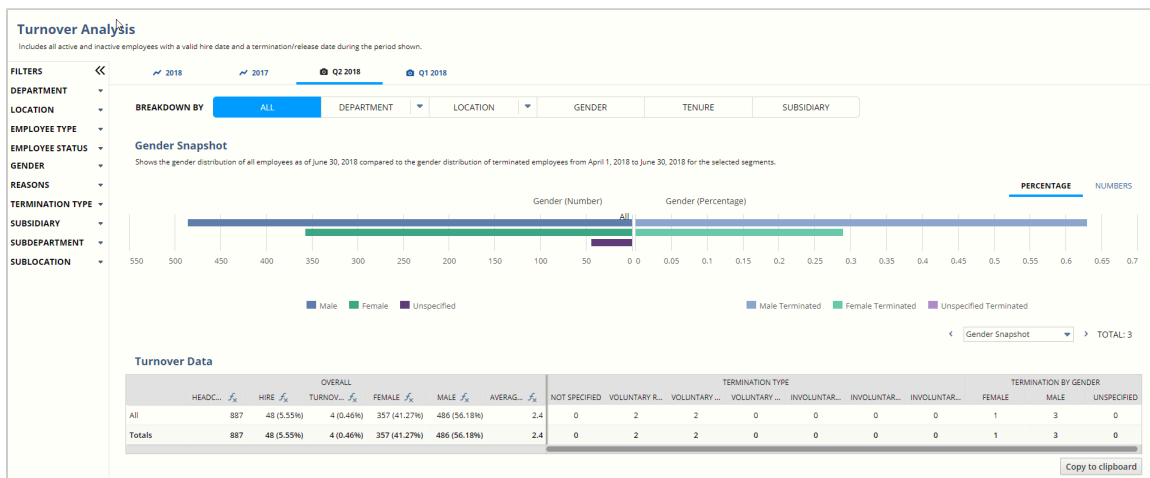 Turnover Analysis
Includes all active and inactive employees with a valid hire date and a termination/release date during the period shown.
FILTERS
DEPARTMENT
LOCATION
EMPLOYEE TYPE
EMPLOYEE STATUS
GENDER
REASONS
TERMINATION TYPE
SUBSIDIARY
SUBDEPARTMENT
SUBLOCATION
2018 2017 Q2 2018 Q1 2018
BREAKDOWN BY ALL DEPARTMENT LOCATION GENDER TENURE SUBSIDIARY
Gender Snapshot
Shows the gender distribution of all employees as of June 30, 2018 compared to the gender distribution of terminated employees from April 1, 2018 to June 30, 2018 for the selected segments.
PERCENTAGE NUMBERS
Gender (Number) Gender (Percentage)
All
550 500 450 400 350 300 250 200 150 100 50 0 0 0.05 0.1 0.15 0.2 0.25 0.3 0.35 0.4 0.45 0.5 0.55 0.6 0.65 0.7
Male Female Unspecified Male Terminated Female Terminated Unspecified Terminated
Gender Snapshot TOTAL: 3
Turnover Data
OVERALL TERMINATION TYPE TERMINATION BY GENDER
HEADC... fx HIRE fx TURNOV... fx FEMALE fx MALE fx AVERAG... fx NOT SPECIFIED VOLUNTARY R... VOLUNTARY ... VOLUNTARY ... INVOLUNTAR... INVOLUNTAR... INVOLUNTAR... FEMALE MALE UNSPECIFIED
All 887 48 (5.55%) 4 (0.46%) 357 (41.27%) 486 (56.18%) 2.4 0 2 2 0 0 0 0 1 3 0
Totals 887 48 (5.55%) 4 (0.46%) 357 (41.27%) 486 (56.18%) 2.4 0 2 2 0 0 0 0 1 3 0
Copy to clipboard